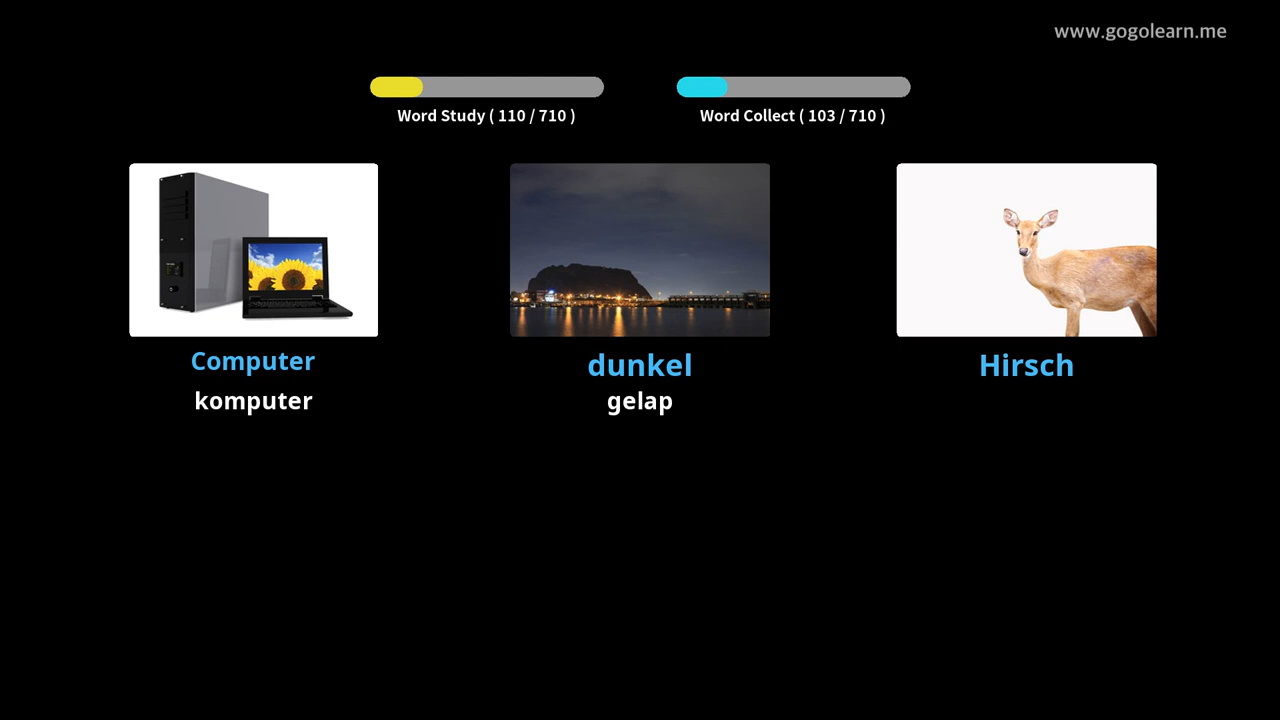 www.gogolearn.me
Word Study ( 110 / 710 )
Word Collect ( 103 / 710 )
Computer
komputer
dunkel
gelap
Hirsch